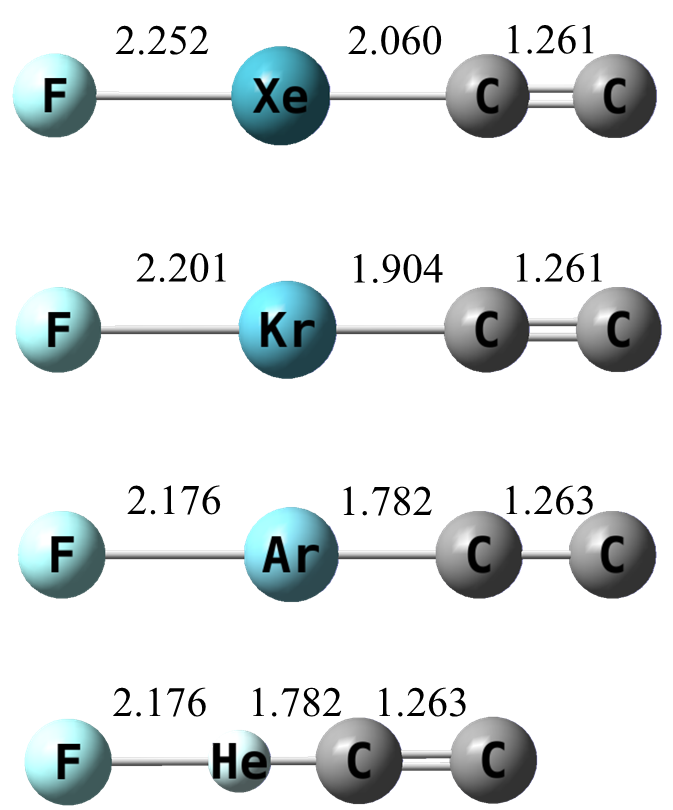 2.252 2.060 1.261
F Xe C C
2.201 1.904 1.261
F Kr C C
2.176 1.782 1.263
F Ar C C
2.176 1.782 1.263
F He C C